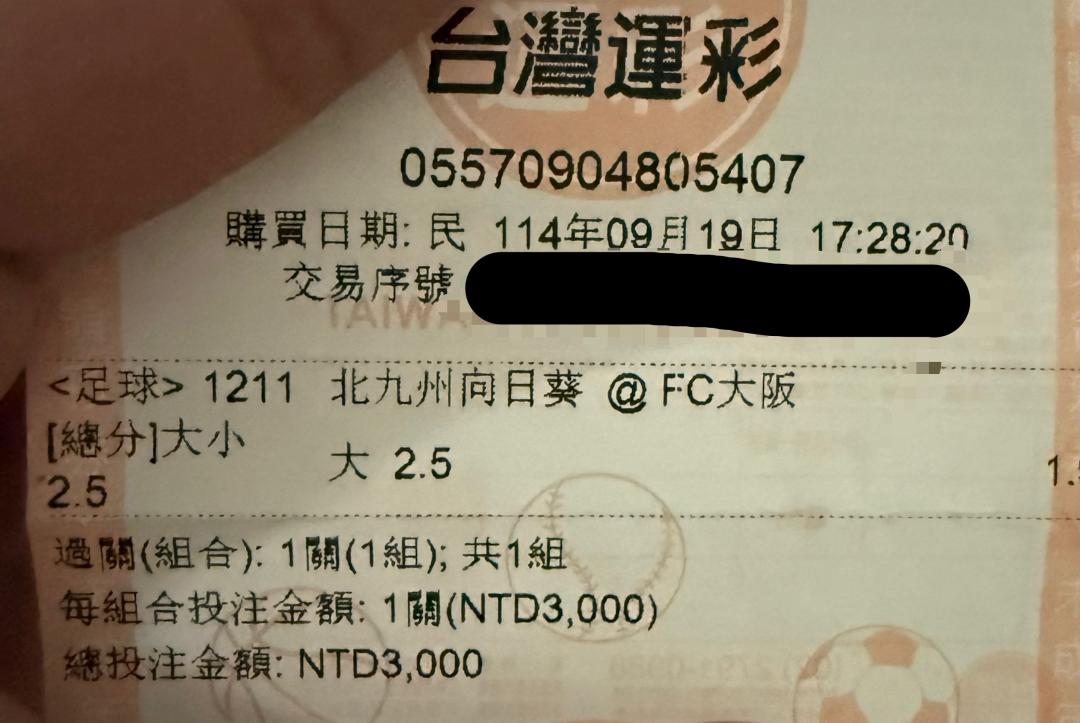 台灣運彩
05570904805407
購買日期: 民 114年09月19日 17:28:20
交易序號
<足球> 1211 北九州向日葵 @ FC大阪
[總分]大小
大 2.5
2.5
過關(組合): 1關(1組); 共1組
每組合投注金額: 1關(NTD3,000)
總投注金額: NTD3,000